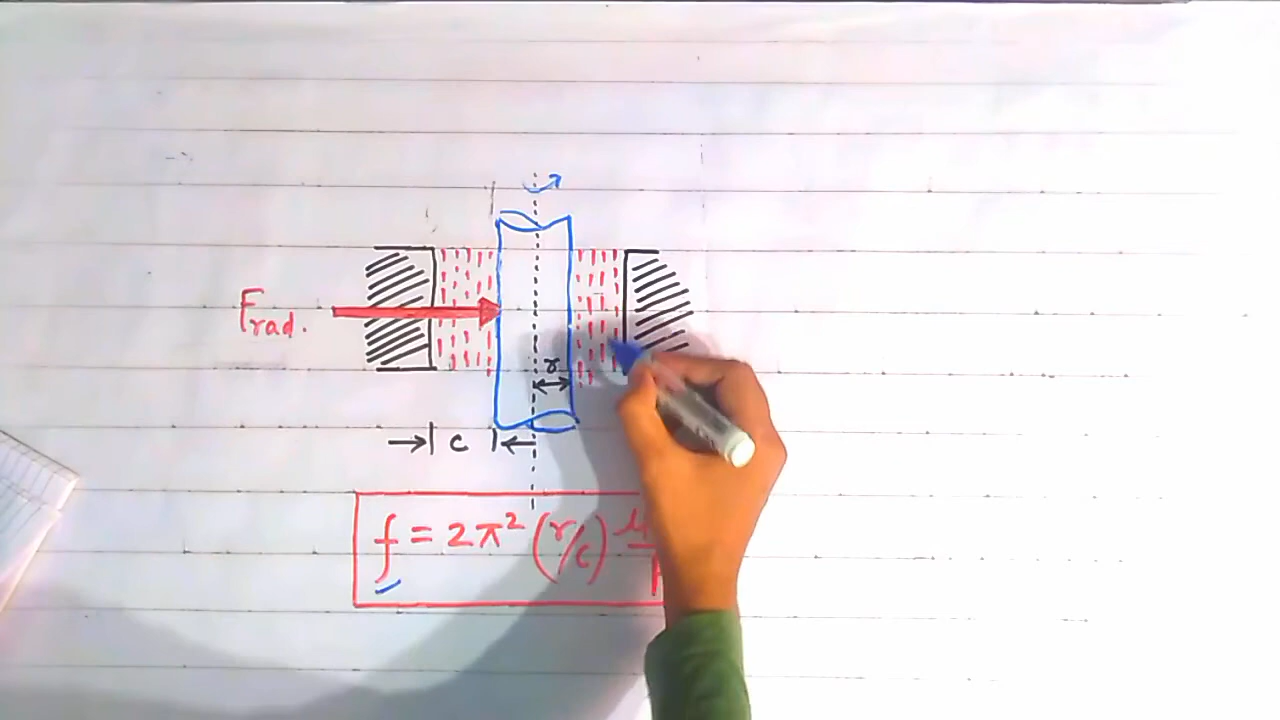 Frad.
r
c
f = 2π² (r/c)